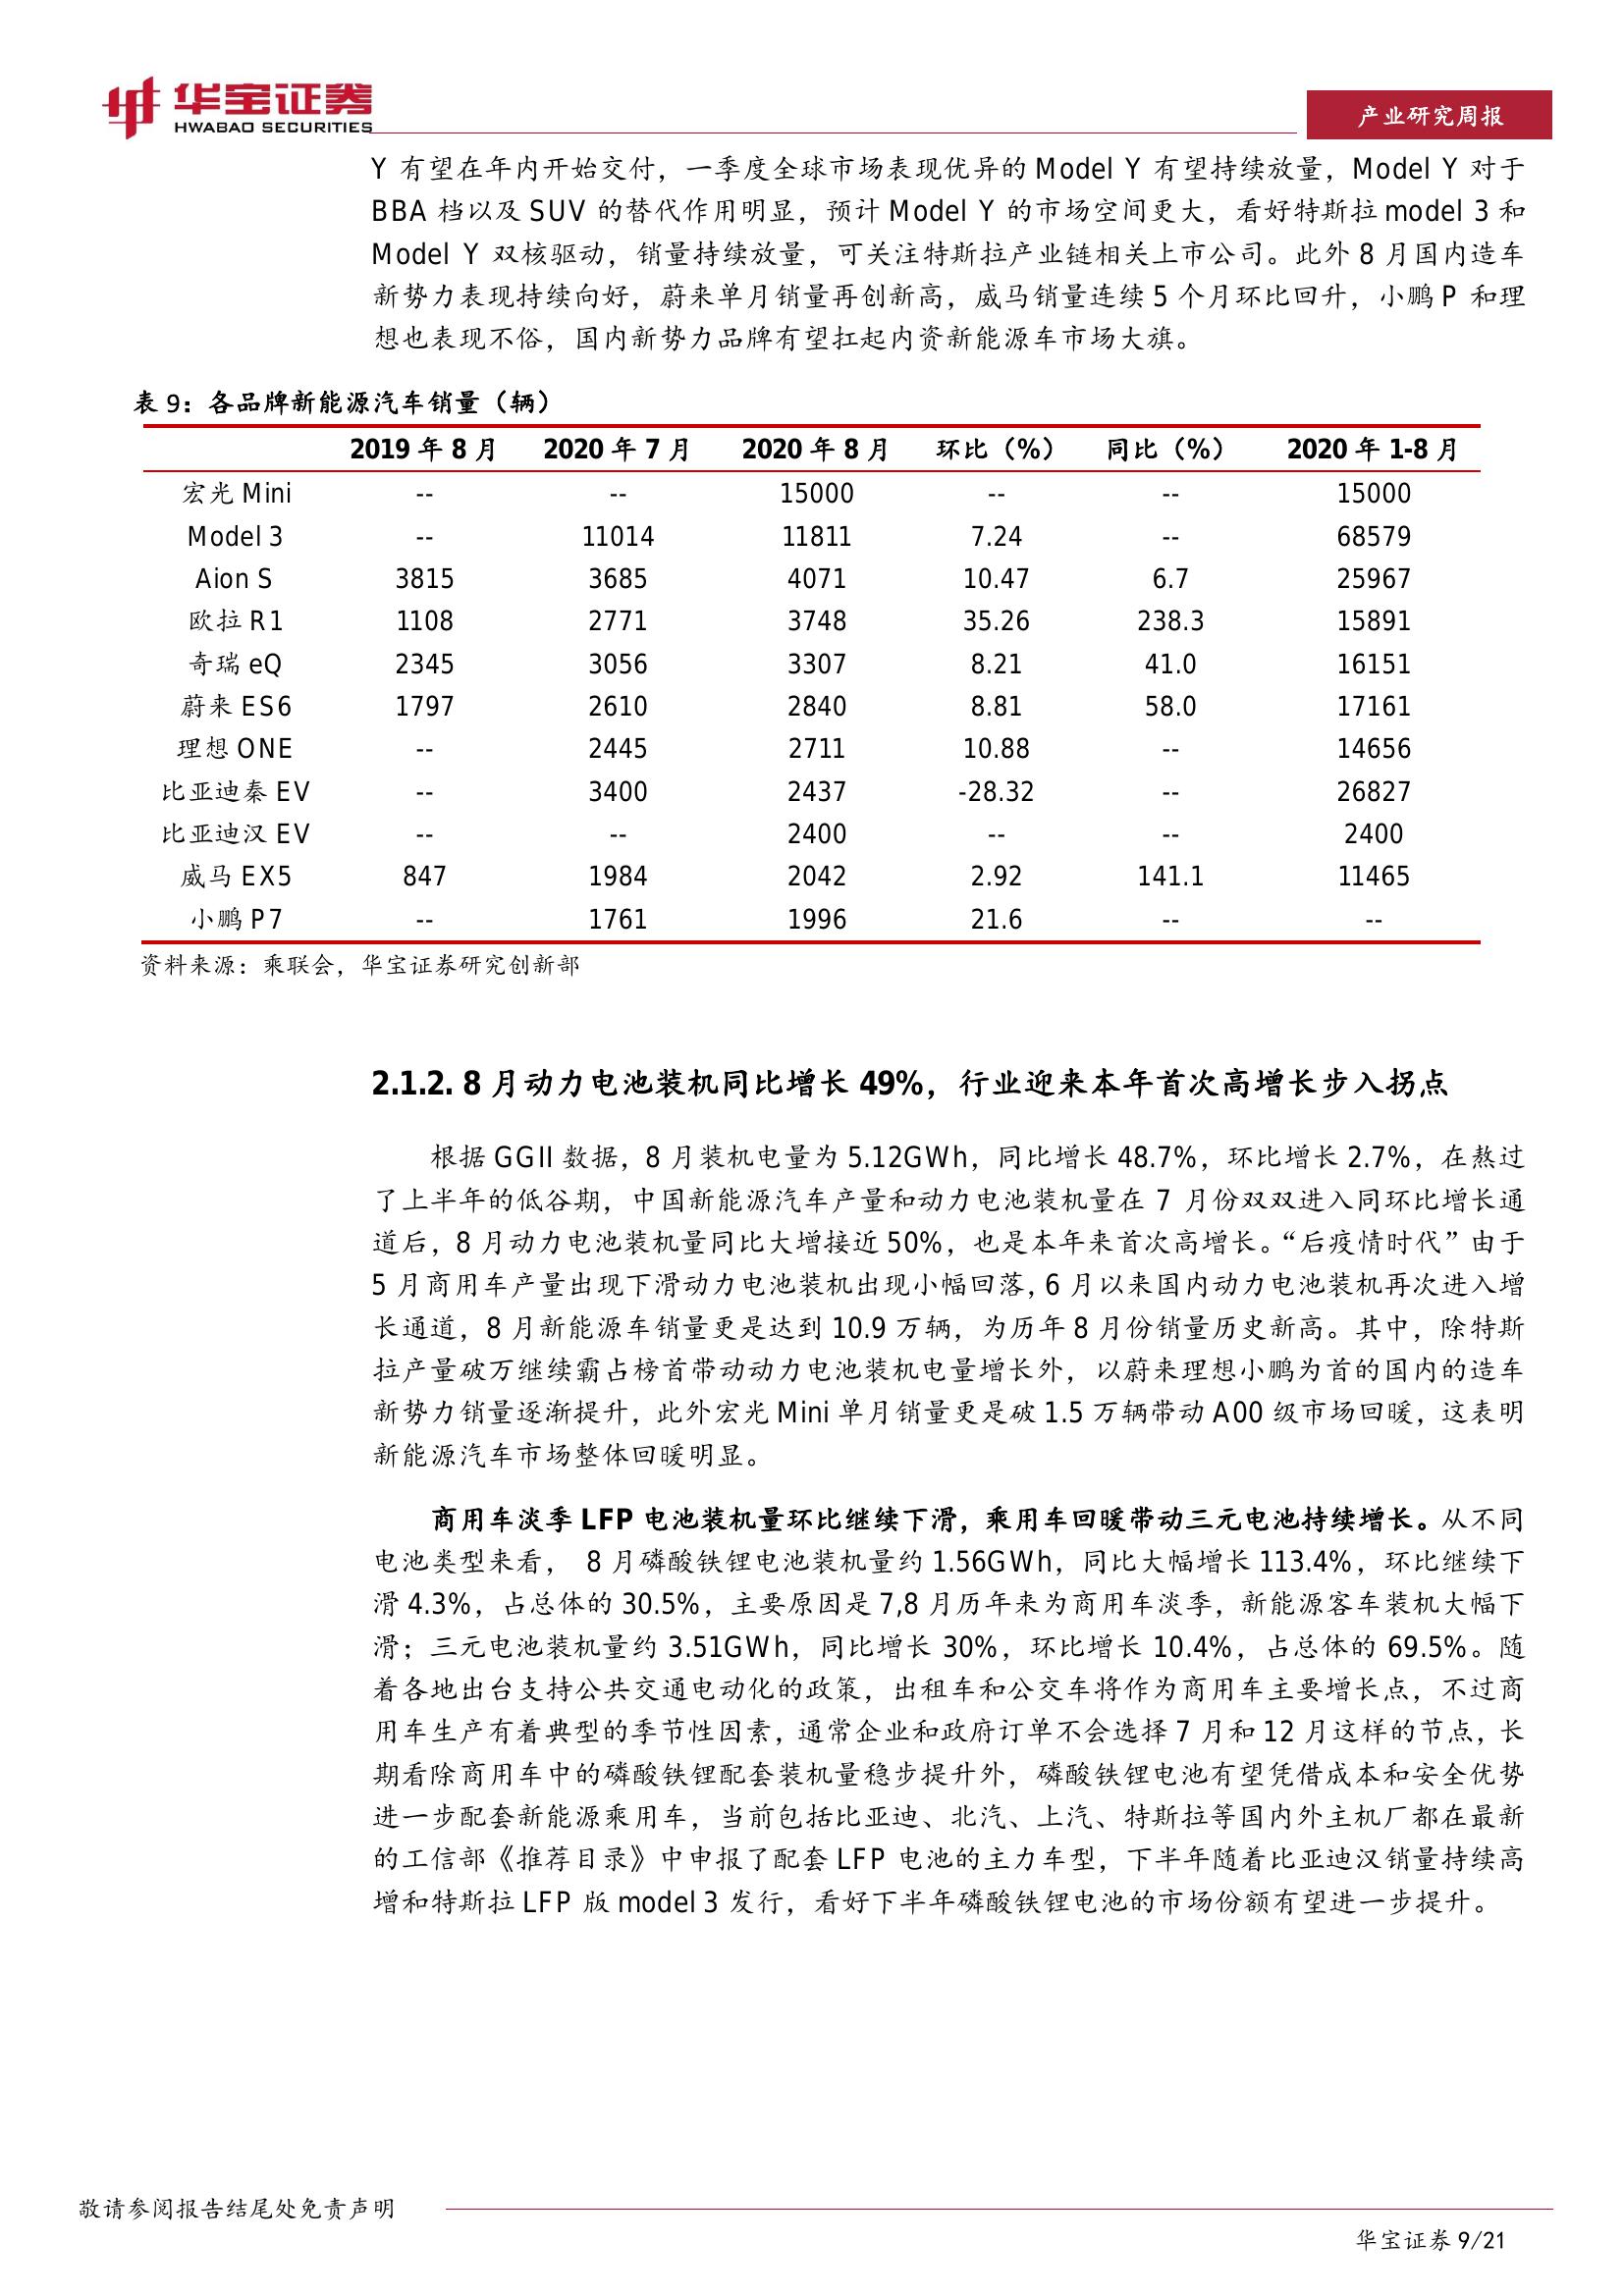 华宝证券
HWABAO SECURITIES
产业研究周报
Y 有望在年内开始交付，一季度全球市场表现优异的 Model Y 有望持续放量，Model Y 对于
BBA 档以及 SUV 的替代作用明显，预计 Model Y 的市场空间更大，看好特斯拉 model 3 和
Model Y 双核驱动，销量持续放量，可关注特斯拉产业链相关上市公司。此外 8 月国内造车
新势力表现持续向好，蔚来单月销量再创新高，威马销量连续 5 个月环比回升，小鹏 P 和理
想也表现不俗，国内新势力品牌有望扛起内资新能源车市场大旗。
表 9：各品牌新能源汽车销量（辆）
2019 年 8 月 2020 年 7 月 2020 年 8 月 环比（%） 同比（%） 2020 年 1-8 月
宏光 Mini -- -- 15000 -- -- 15000
Model 3 -- 11014 11811 7.24 -- 68579
Aion S 3815 3685 4071 10.47 6.7 25967
欧拉 R1 1108 2771 3748 35.26 238.3 15891
奇瑞 eQ 2345 3056 3307 8.21 41.0 16151
蔚来 ES6 1797 2610 2840 8.81 58.0 17161
理想 ONE -- 2445 2711 10.88 -- 14656
比亚迪秦 EV -- 3400 2437 -28.32 -- 26827
比亚迪汉 EV -- -- 2400 -- -- 2400
威马 EX5 847 1984 2042 2.92 141.1 11465
小鹏 P7 -- 1761 1996 21.6 -- --
资料来源：乘联会，华宝证券研究创新部
2.1.2. 8 月动力电池装机同比增长 49%，行业迎来本年首次高增长步入拐点
根据 GGII 数据，8 月装机电量为 5.12GWh，同比增长 48.7%，环比增长 2.7%，在熬过
了上半年的低谷期，中国新能源汽车产量和动力电池装机量在 7 月份双双进入同环比增长通
道后，8 月动力电池装机量同比大增接近 50%，也是本年来首次高增长。“后疫情时代”由于
5 月商用车产量出现下滑动力电池装机出现小幅回落，6 月以来国内动力电池装机再次进入增
长通道，8 月新能源车销量更是达到 10.9 万辆，为历年 8 月份销量历史新高。其中，除特斯
拉产量破万继续霸占榜首带动动力电池装机电量增长外，以蔚来理想小鹏为首的国内的造车
新势力销量逐渐提升，此外宏光 Mini 单月销量更是破 1.5 万辆带动 A00 级市场回暖，这表明
新能源汽车市场整体回暖明显。
商用车淡季 LFP 电池装机量环比继续下滑，乘用车回暖带动三元电池持续增长。从不同
电池类型来看， 8 月磷酸铁锂电池装机量约 1.56GWh，同比大幅增长 113.4%，环比继续下
滑 4.3%，占总体的 30.5%，主要原因是 7,8 月历年来为商用车淡季，新能源客车装机大幅下
滑；三元电池装机量约 3.51GWh，同比增长 30%，环比增长 10.4%，占总体的 69.5%。随
着各地出台支持公共交通电动化的政策，出租车和公交车将作为商用车主要增长点，不过商
用车生产有着典型的季节性因素，通常企业和政府订单不会选择 7 月和 12 月这样的节点，长
期看除商用车中的磷酸铁锂配套装机量稳步提升外，磷酸铁锂电池有望凭借成本和安全优势
进一步配套新能源乘用车，当前包括比亚迪、北汽、上汽、特斯拉等国内外主机厂都在最新
的工信部《推荐目录》中申报了配套 LFP 电池的主力车型，下半年随着比亚迪汉销量持续高
增和特斯拉 LFP 版 model 3 发行，看好下半年磷酸铁锂电池的市场份额有望进一步提升。
敬请参阅报告结尾处免责声明
华宝证券 9/21